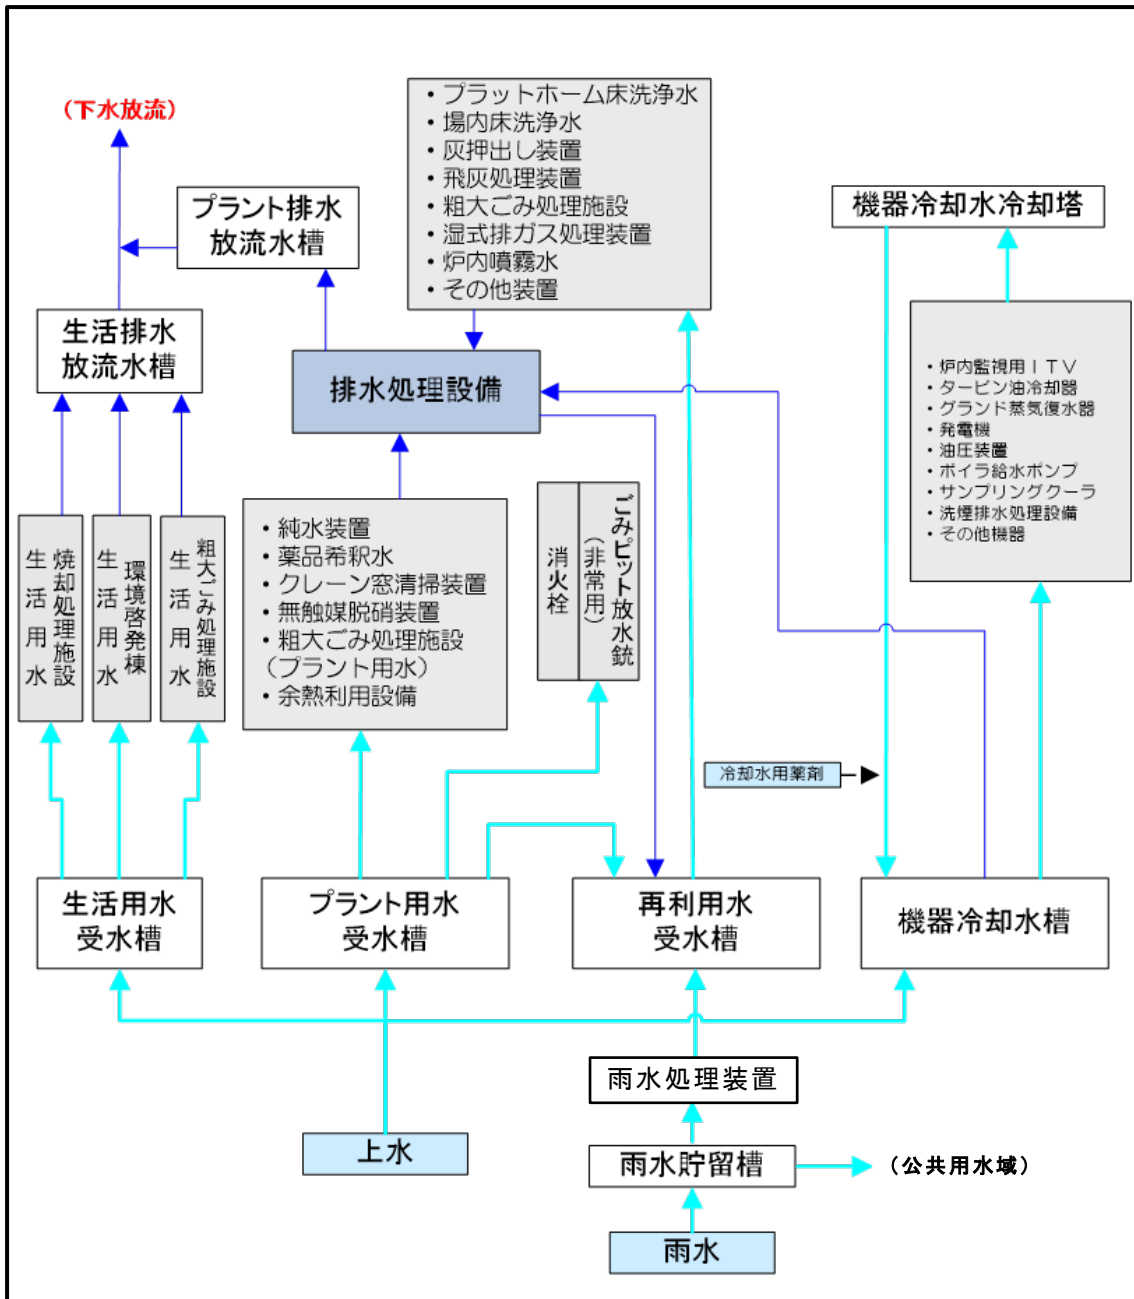 (下水放流)
・プラットホーム床洗浄水
・場内床洗浄水
・灰押出し装置
・飛灰処理装置
・粗大ごみ処理施設
・湿式排ガス処理装置
・炉内噴霧水
・その他装置
プラント排水
放流水槽
機器冷却水冷却塔
生活排水
放流水槽
排水処理設備
・炉内監視用ITV
・タービン油冷却器
・グランド蒸気復水器
・発電機
・油圧装置
・ボイラ給水ポンプ
・サンプリングクーラ
・洗煙排水処理設備
・その他機器
焼却処理施設
生活用水
環境啓発棟
生活用水
粗大ごみ処理施設
生活用水
・純水装置
・薬品希釈水
・クレーン窓清掃装置
・無触媒脱硝装置
・粗大ごみ処理施設
(プラント用水)
・余熱利用設備
ごみピット放水銃
(非常用)
消火栓
冷却水用薬剤
生活用水
受水槽
プラント用水
受水槽
再利用水
受水槽
機器冷却水槽
雨水処理装置
上水
雨水貯留槽
(公共用水域)
雨水